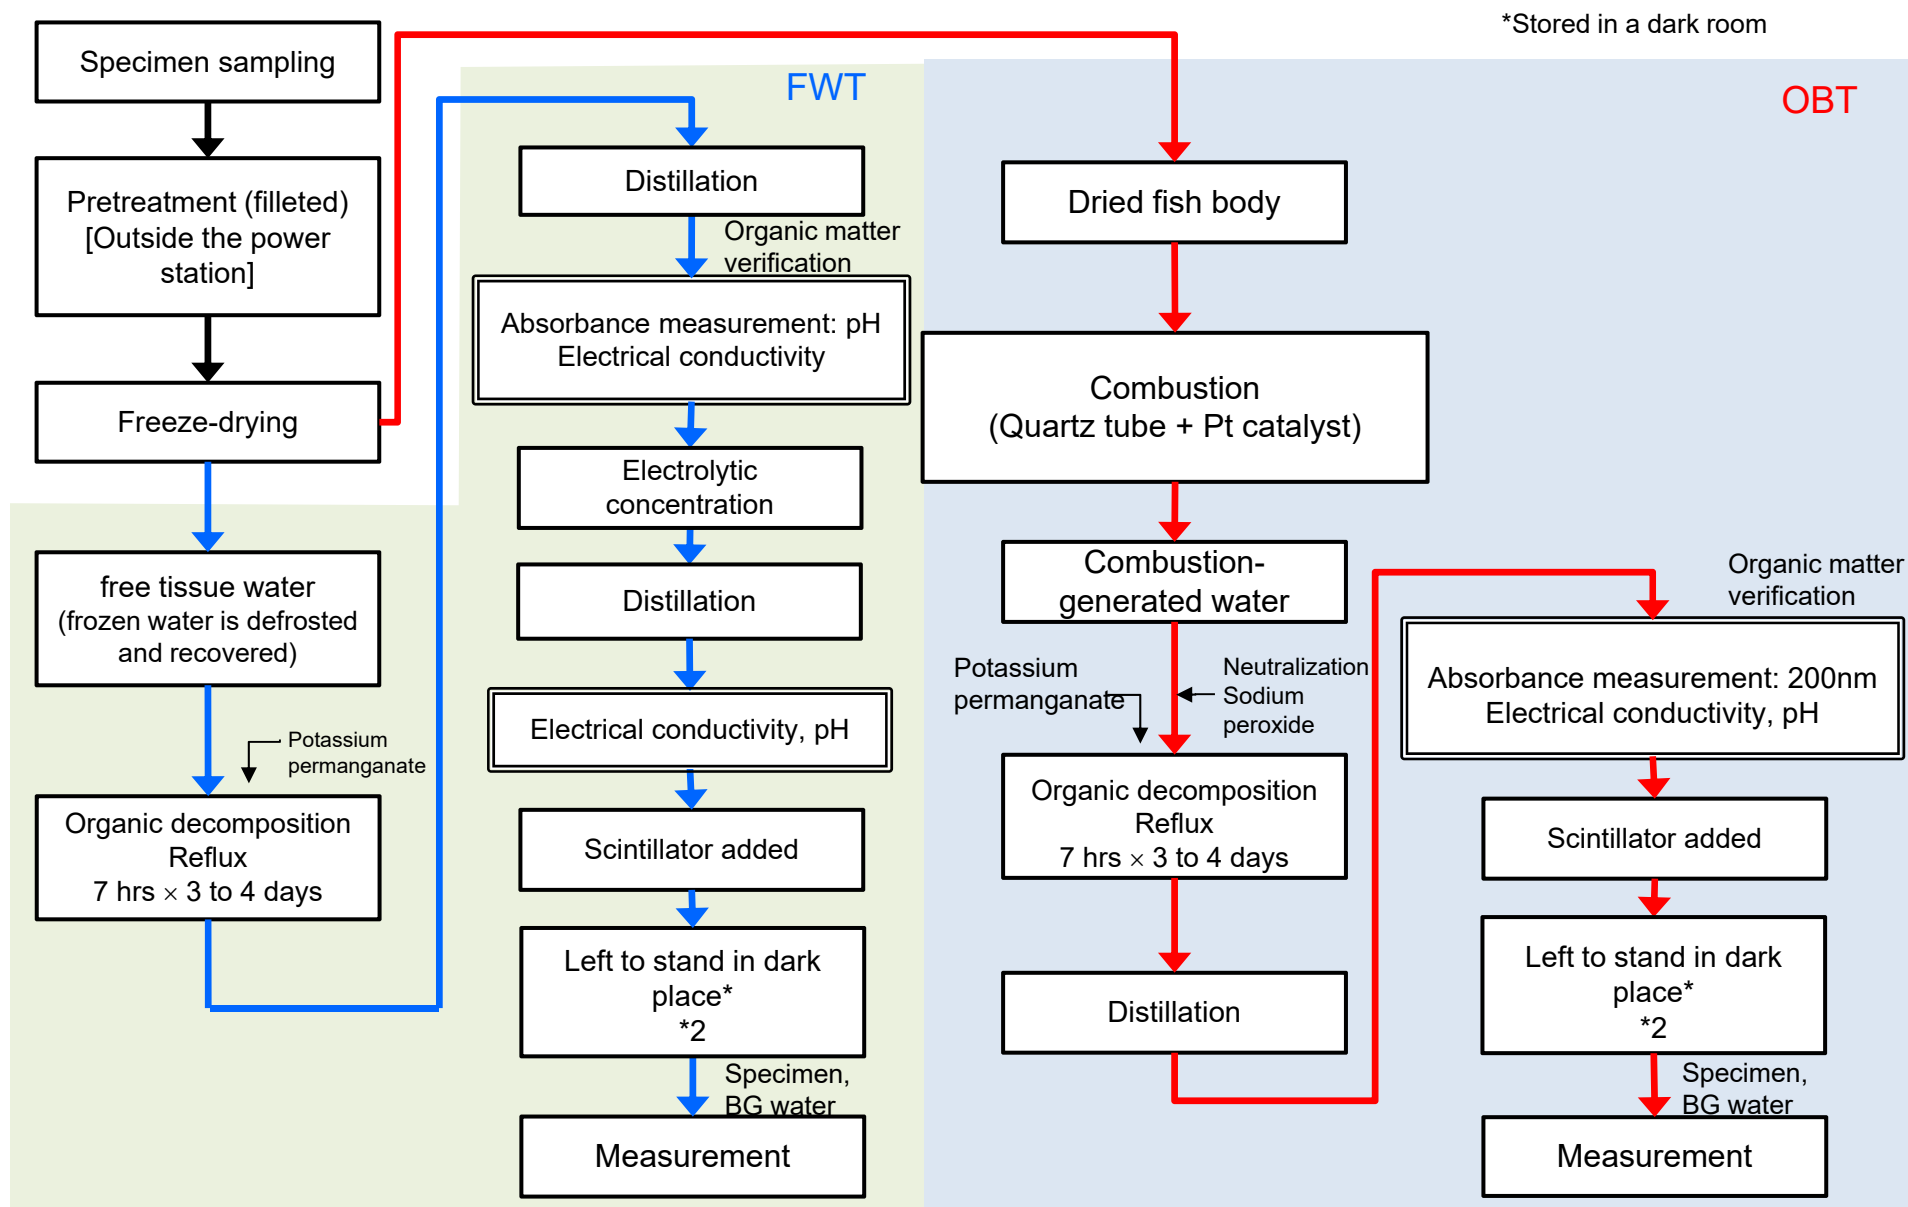 *Stored in a dark room
Specimen sampling
Pretreatment (filleted)
[Outside the power
station]
Freeze-drying
FWT
free tissue water
(frozen water is defrosted
and recovered)
Potassium
permanganate
Organic decomposition
Reflux
7 hrs × 3 to 4 days
Distillation
Organic matter
verification
Absorbance measurement: pH
Electrical conductivity
Electrolytic
concentration
Distillation
Electrical conductivity, pH
Scintillator added
Left to stand in dark
place*
*2
Specimen,
BG water
Measurement
OBT
Dried fish body
Combustion
(Quartz tube + Pt catalyst)
Combustion-
generated water
Potassium
permanganate
Neutralization
Sodium
peroxide
Organic decomposition
Reflux
7 hrs × 3 to 4 days
Distillation
Organic matter
verification
Absorbance measurement: 200nm
Electrical conductivity, pH
Scintillator added
Left to stand in dark
place*
*2
Specimen,
BG water
Measurement